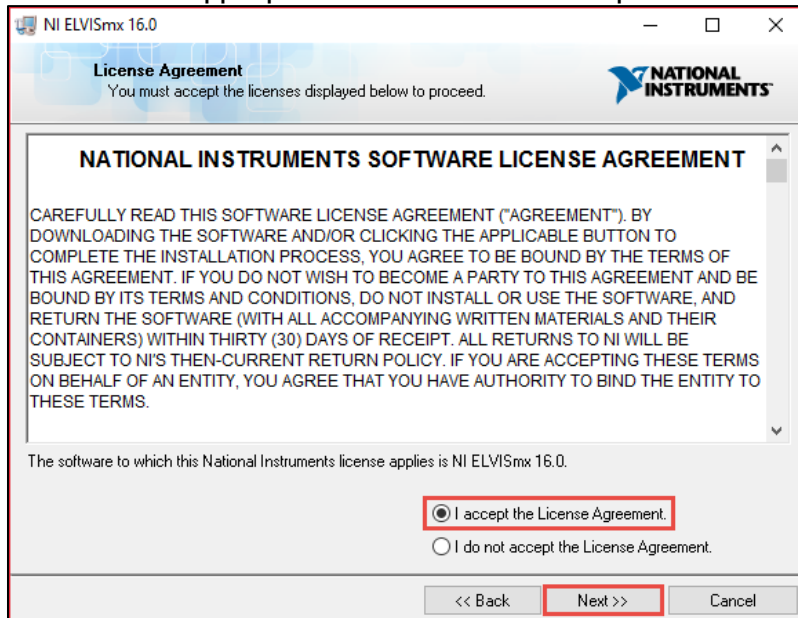 NI ELVISmx 16.0
License Agreement
You must accept the licenses displayed below to proceed.
NATIONAL
INSTRUMENTS™
NATIONAL INSTRUMENTS SOFTWARE LICENSE AGREEMENT
CAREFULLY READ THIS SOFTWARE LICENSE AGREEMENT ("AGREEMENT"). BY
DOWNLOADING THE SOFTWARE AND/OR CLICKING THE APPLICABLE BUTTON TO
COMPLETE THE INSTALLATION PROCESS, YOU AGREE TO BE BOUND BY THE TERMS OF
THIS AGREEMENT. IF YOU DO NOT WISH TO BECOME A PARTY TO THIS AGREEMENT AND BE
BOUND BY ITS TERMS AND CONDITIONS, DO NOT INSTALL OR USE THE SOFTWARE, AND
RETURN THE SOFTWARE (WITH ALL ACCOMPANYING WRITTEN MATERIALS AND THEIR
CONTAINERS) WITHIN THIRTY (30) DAYS OF RECEIPT. ALL RETURNS TO NI WILL BE
SUBJECT TO NI'S THEN-CURRENT RETURN POLICY. IF YOU ARE ACCEPTING THESE TERMS
ON BEHALF OF AN ENTITY, YOU AGREE THAT YOU HAVE AUTHORITY TO BIND THE ENTITY TO
THESE TERMS.
The software to which this National Instruments license applies is NI ELVISmx 16.0.
I accept the License Agreement.
I do not accept the License Agreement.
<< Back Next >> Cancel